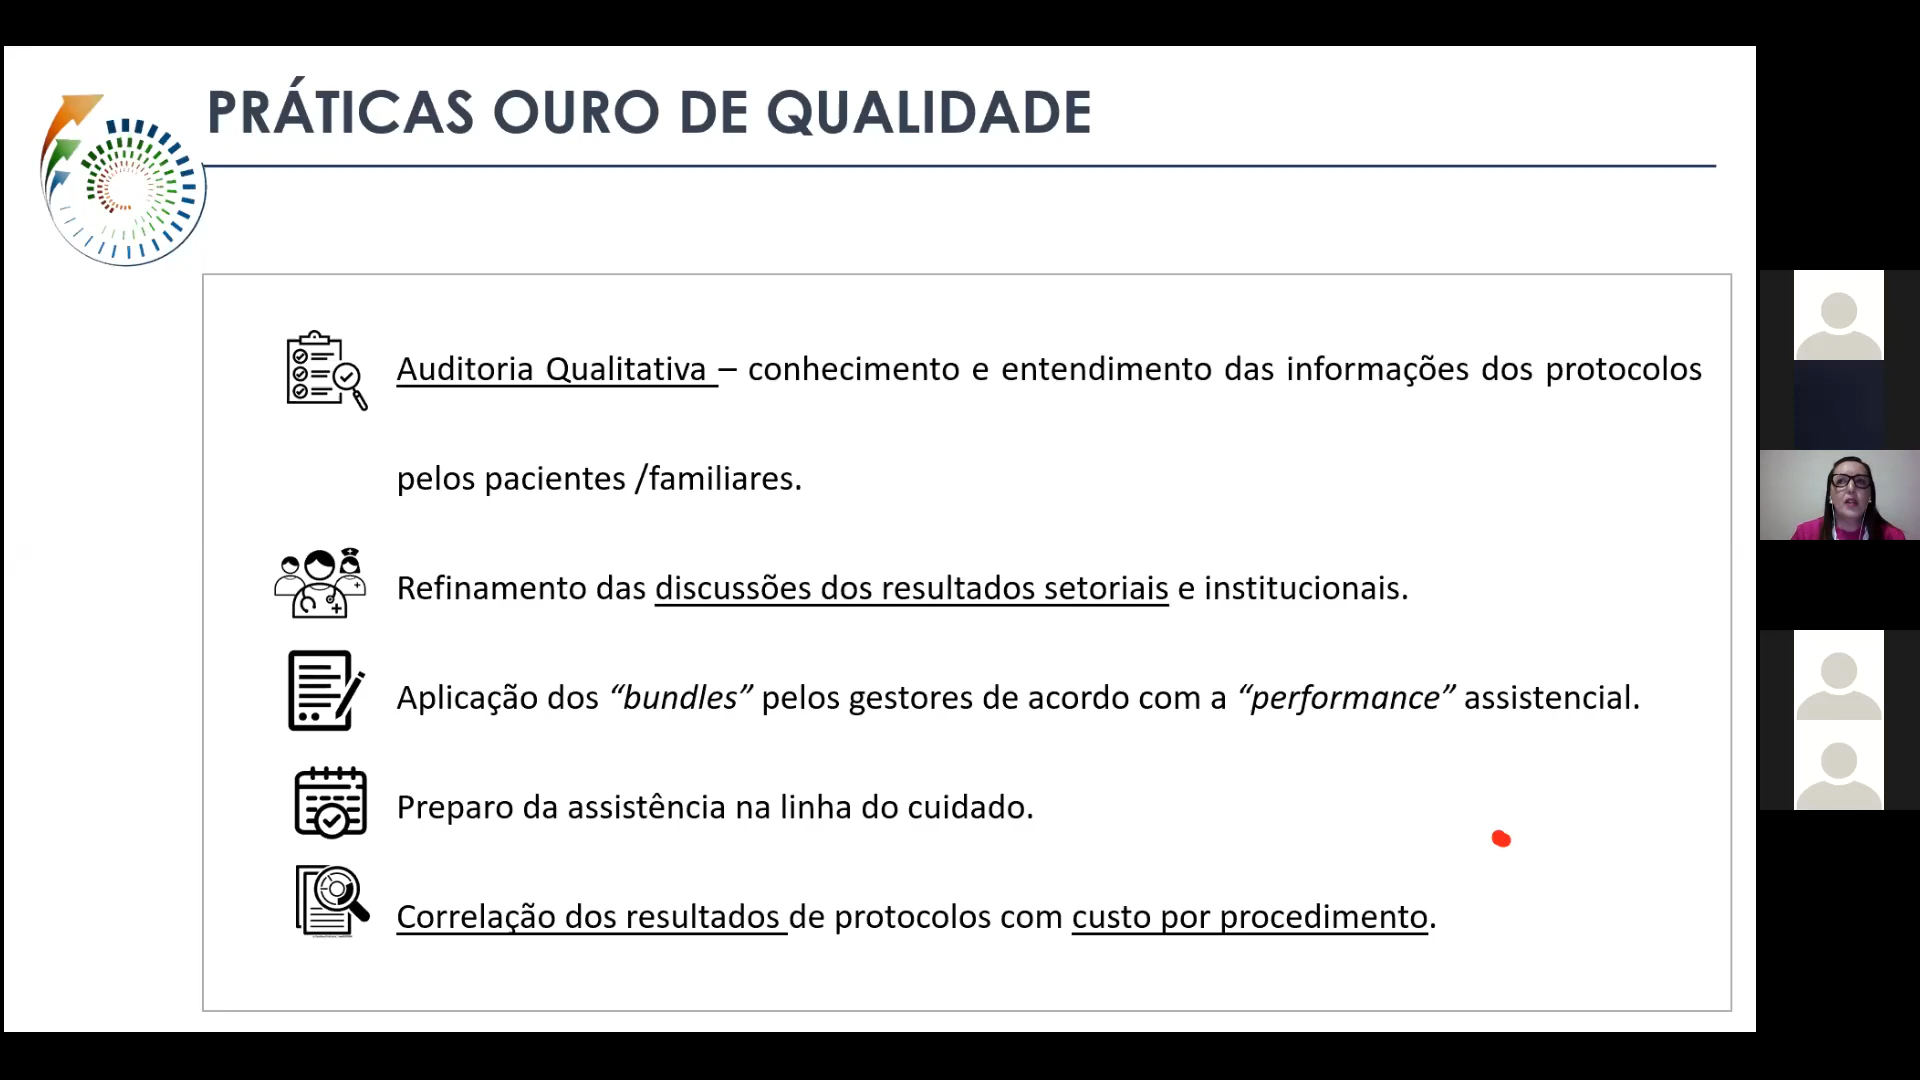 PRÁTICAS OURO DE QUALIDADE
Auditoria Qualitativa – conhecimento e entendimento das informações dos protocolos
pelos pacientes /familiares.
Refinamento das discussões dos resultados setoriais e institucionais.
Aplicação dos “bundles” pelos gestores de acordo com a “performance” assistencial.
Preparo da assistência na linha do cuidado.
Correlação dos resultados de protocolos com custo por procedimento.